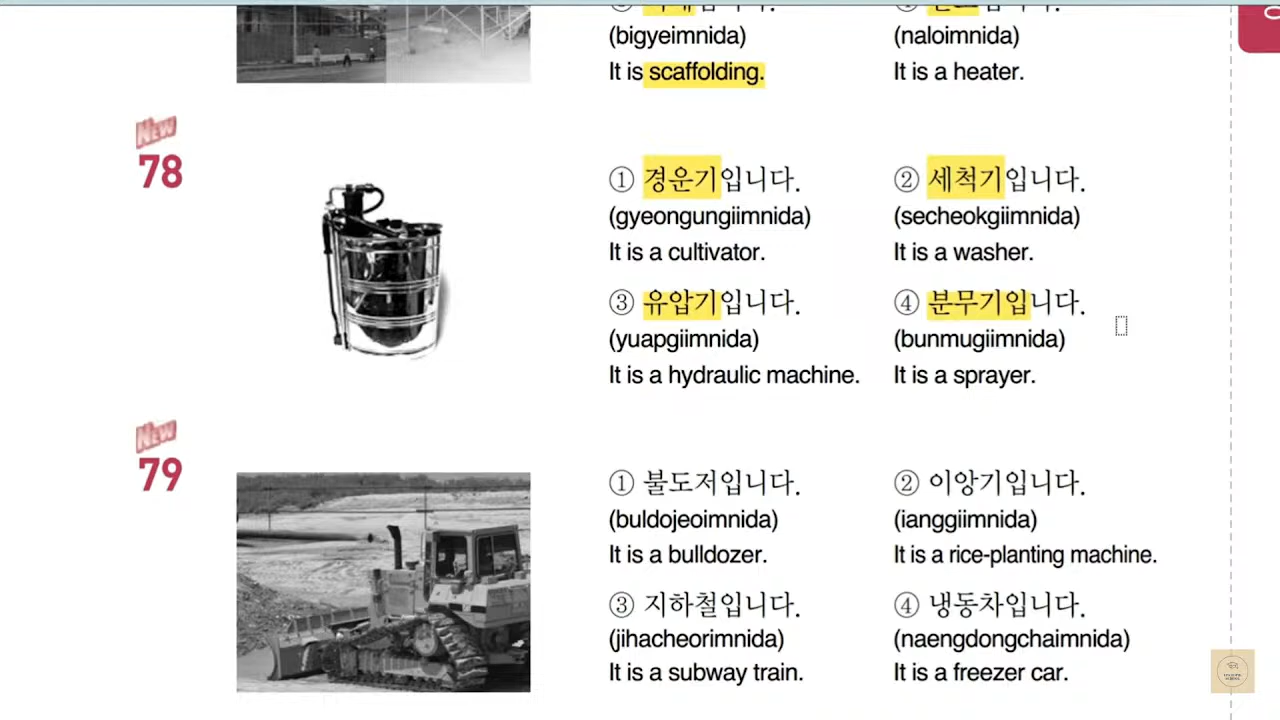 (bigyeimnida)
(naloimnida)
It is scaffolding.
It is a heater.
NEW
78
① 경운기입니다.
② 세척기입니다.
(gyeongungiimnida)
(secheokgiimnida)
It is a cultivator.
It is a washer.
③ 유압기입니다.
④ 분무기입니다.
(yuapgiimnida)
(bunmugiimnida)
It is a hydraulic machine.
It is a sprayer.
NEW
79
① 불도저입니다.
② 이앙기입니다.
(buldojeoimnida)
(ianggiimnida)
It is a bulldozer.
It is a rice-planting machine.
③ 지하철입니다.
④ 냉동차입니다.
(jihacheorimnida)
(naengdongchaimnida)
It is a subway train.
It is a freezer car.